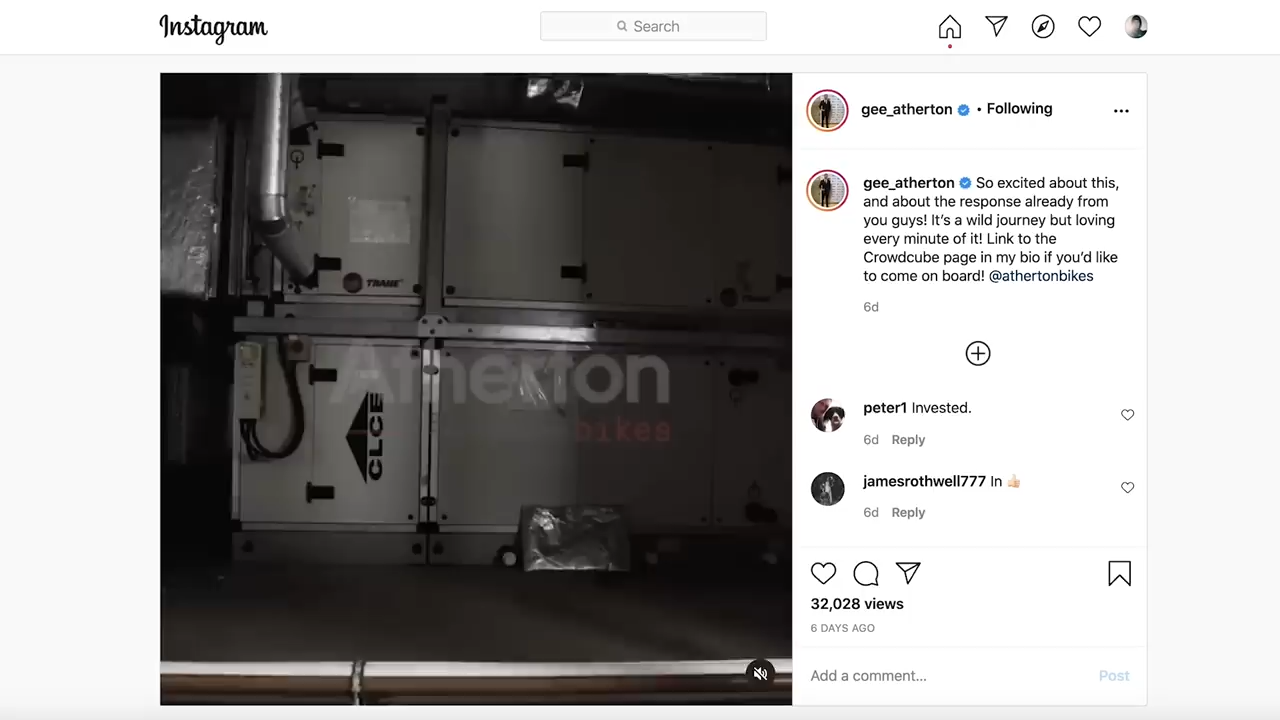 Instagram
Search
gee_atherton • Following
gee_atherton So excited about this,
and about the response already from
you guys! It’s a wild journey but loving
every minute of it! Link to the
Crowdcube page in my bio if you’d like
to come on board! @athertonbikes
6d
peter1 Invested.
6d Reply
jamesrothwell777 In 👍🏻
6d Reply
32,028 views
6 DAYS AGO
Add a comment... Post
TRANE
Atherton
bikes
CLCE